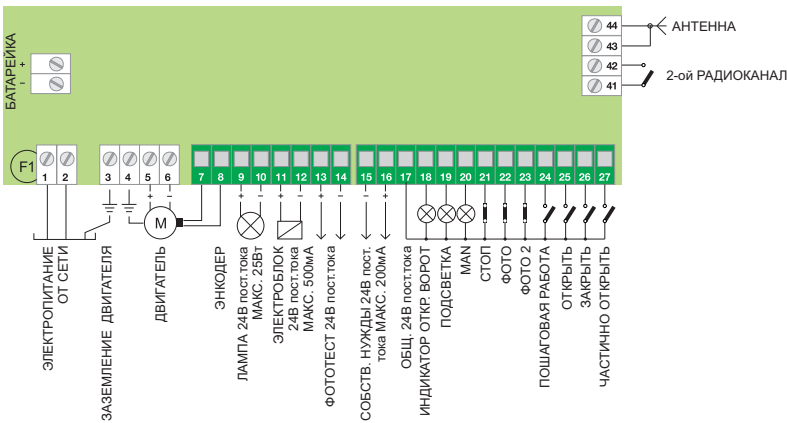 44 АНТЕННА
43
42 2-ой РАДИОКАНАЛ
41
БАТАРЕЙКА
+
–
F1
1 2 3 4 5 6 7 8 9 10 11 12 13 14 15 16 17 18 19 20 21 22 23 24 25 26 27
+ – + – + – + – +
M
ЭЛЕКТРОПИТАНИЕ
ОТ СЕТИ
ЗАЗЕМЛЕНИЕ ДВИГАТЕЛЯ
ДВИГАТЕЛЬ
ЭНКОДЕР
ЛАМПА 24В пост.тока
МАКС. 25Вт
ЭЛЕКТРОБЛОК
24В пост.тока
МАКС. 500мА
ФОТОТЕСТ 24В пост.тока
СОБСТВ. НУЖДЫ 24В пост.
тока МАКС. 200мА
ОБЩ. 24В пост.тока
ИНДИКАТОР ОТКР. ВОРОТ
ПОДСВЕТКА
MAN
СТОП
ФОТО
ФОТО 2
ПОШАГОВАЯ РАБОТА
ОТКРЫТЬ
ЗАКРЫТЬ
ЧАСТИЧНО ОТКРЫТЬ